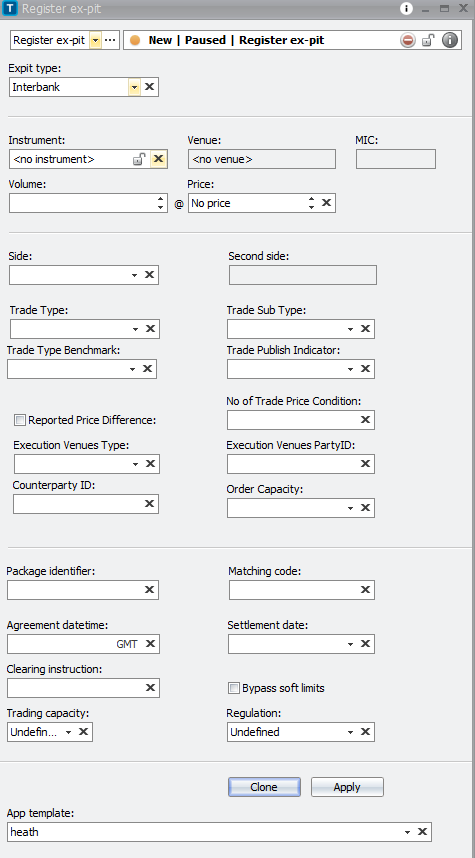 T Register ex-pit
Register ex-pit ... New | Paused | Register ex-pit
Expit type:
Interbank
Instrument: Venue: MIC:
<no instrument> <no venue>
Volume: Price:
@ No price
Side: Second side:
Trade Type: Trade Sub Type:
Trade Type Benchmark: Trade Publish Indicator:
No of Trade Price Condition:
Reported Price Difference:
Execution Venues Type: Execution Venues PartyID:
Counterparty ID: Order Capacity:
Package identifier: Matching code:
Agreement datetime: Settlement date:
GMT
Clearing instruction:
Bypass soft limits
Trading capacity: Regulation:
Undefin... Undefined
Clone Apply
App template:
heath